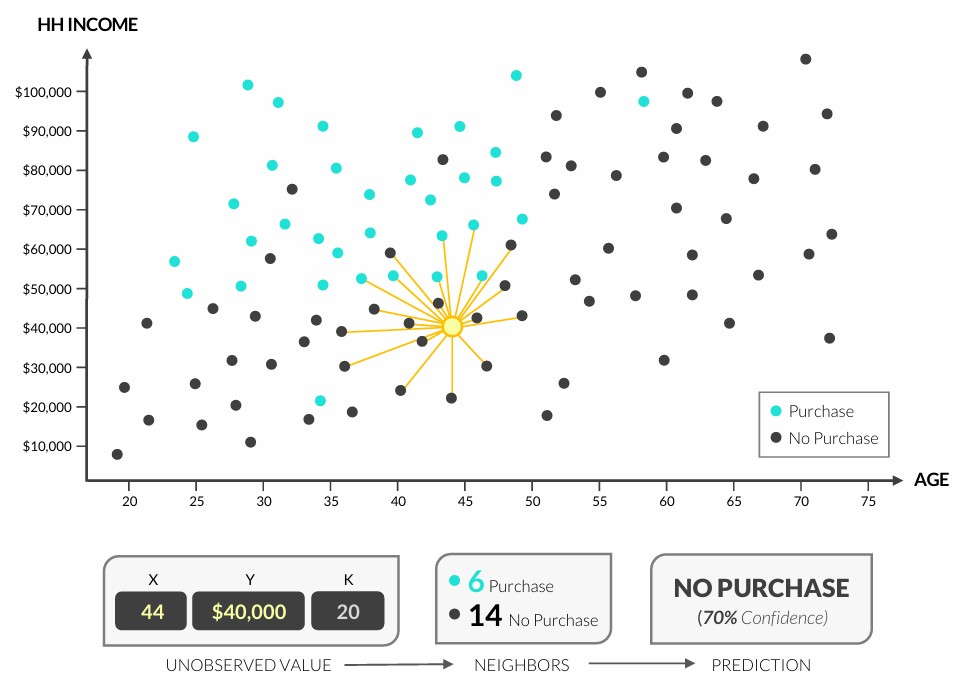 HH INCOME
$100,000
$90,000
$80,000
$70,000
$60,000
$50,000
$40,000
$30,000
$20,000
$10,000
Purchase
No Purchase
AGE
20 25 30 35 40 45 50 55 60 65 70 75
X Y K
44 $40,000 20
6 Purchase
14 No Purchase
NO PURCHASE
(70% Confidence)
UNOBSERVED VALUE NEIGHBORS PREDICTION